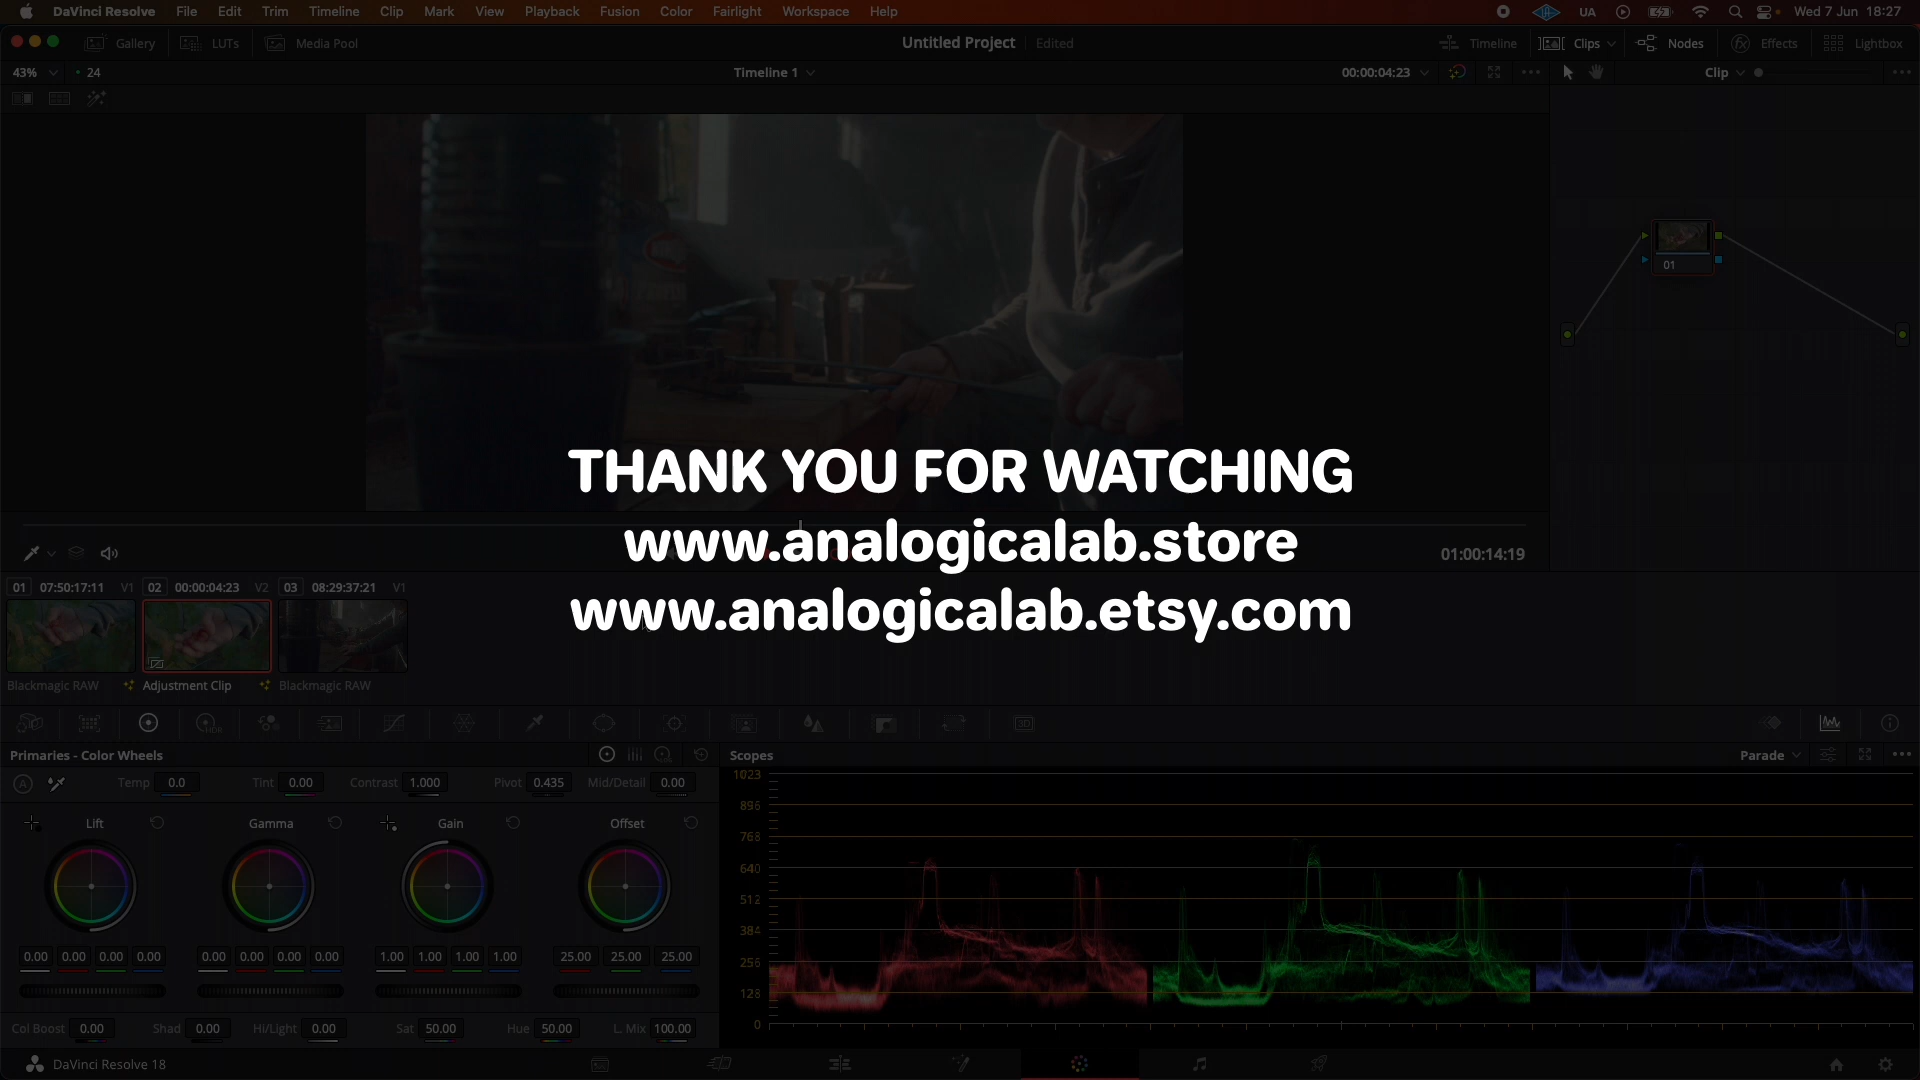 DaVinci Resolve File Edit Trim Timeline Clip Mark View Playback Fusion Color Fairlight Workspace Help UA Wed 7 Jun 18:27
Gallery LUTs Media Pool Untitled Project Edited Timeline Clips Nodes Effects Lightbox
43% 24 Timeline 1 00:00:04:23 Clip
01
THANK YOU FOR WATCHING
www.analogicalab.store
www.analogicalab.etsy.com
01:00:14:19
01 07:50:17:11 V1 02 00:00:04:23 V2 03 08:29:37:21 V1
Blackmagic RAW Adjustment Clip Blackmagic RAW
HDR 3D
Primaries - Color Wheels Scopes Parade
A Temp 0.0 Tint 0.00 Contrast 1.000 Pivot 0.435 Mid/Detail 0.00
Lift Gamma Gain Offset
0.00 0.00 0.00 0.00 0.00 0.00 0.00 0.00 1.00 1.00 1.00 1.00 25.00 25.00 25.00
Col Boost 0.00 Shad 0.00 Hi/Light 0.00 Sat 50.00 Hue 50.00 L. Mix 100.00
1023
896
768
640
512
384
256
128
0
DaVinci Resolve 18